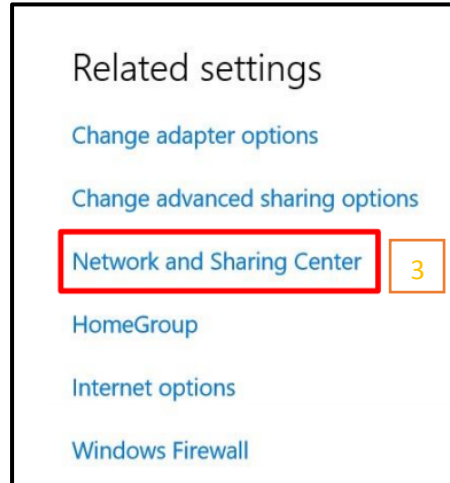 Related settings
Change adapter options
Change advanced sharing options
Network and Sharing Center
3
HomeGroup
Internet options
Windows Firewall